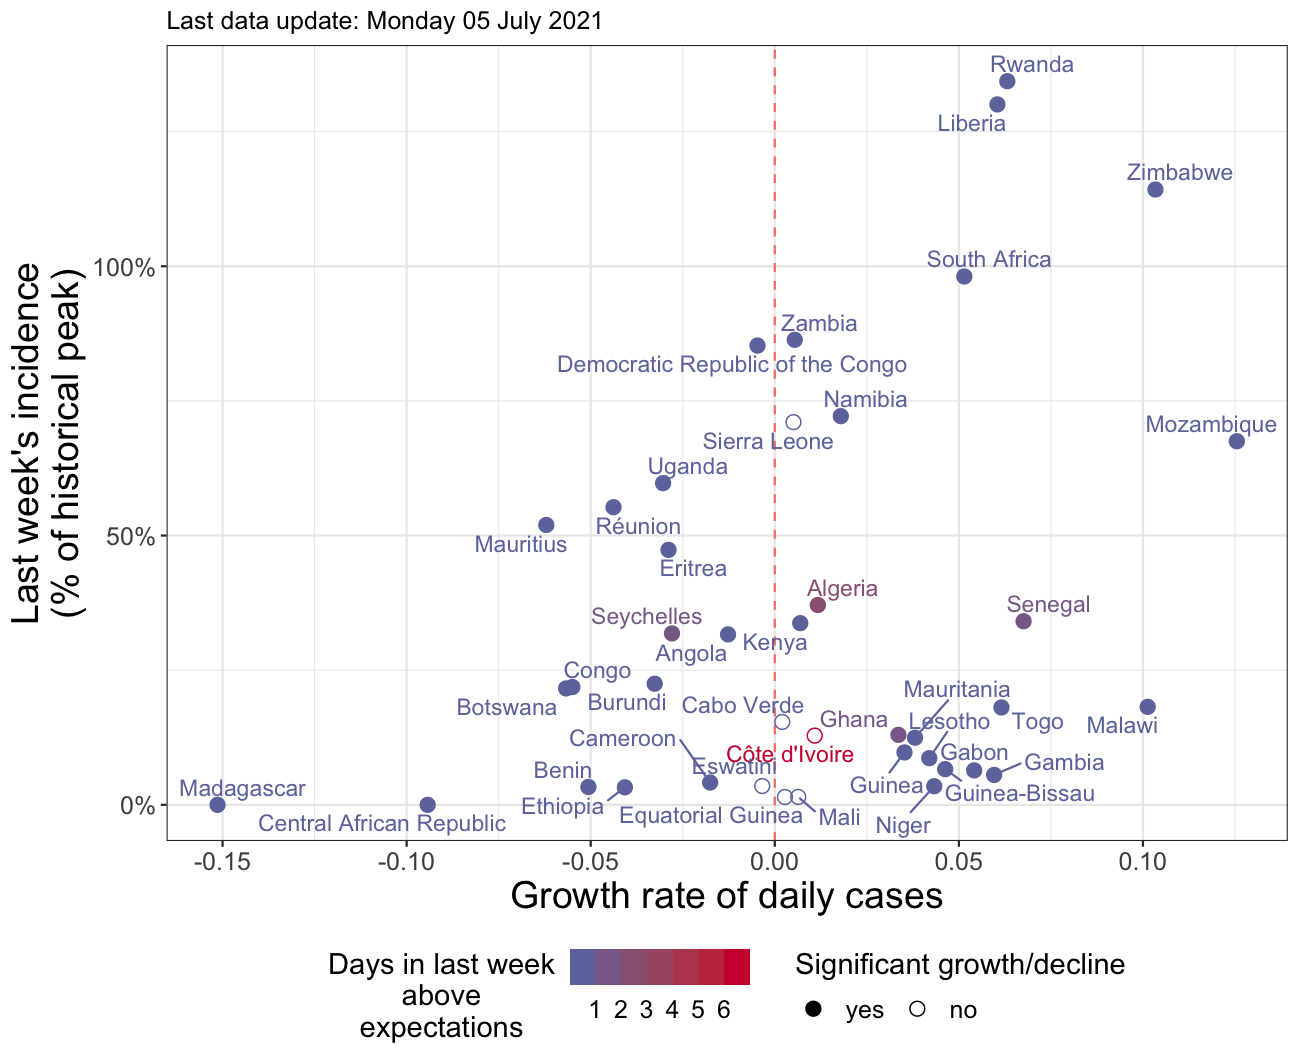 Last data update: Monday 05 July 2021
Last week's incidence
(% of historical peak)
100%
50%
0%
Rwanda
Liberia
Zimbabwe
South Africa
Zambia
Democratic Republic of the Congo
Namibia
Sierra Leone
Mozambique
Uganda
Réunion
Mauritius
Eritrea
Algeria
Senegal
Seychelles
Kenya
Angola
Congo
Botswana
Burundi
Cabo Verde
Mauritania
Ghana
Lesotho
Togo
Malawi
Cameroon
Côte d'Ivoire
Gabon
Eswatini
Gambia
Benin
Guinea
Madagascar
Guinea-Bissau
Ethiopia
Equatorial Guinea
Mali
Central African Republic
Niger
-0.15
-0.10
-0.05
0.00
0.05
0.10
Growth rate of daily cases
Days in last week
above
expectations
1 2 3 4 5 6
Significant growth/decline
yes
no